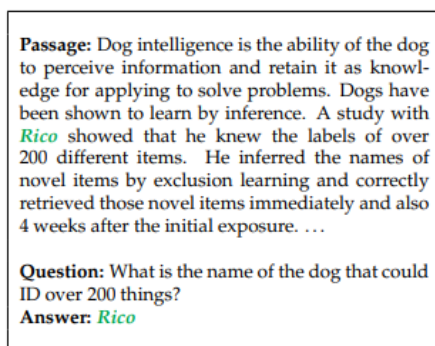 Passage: Dog intelligence is the ability of the dog
to perceive information and retain it as knowl-
edge for applying to solve problems. Dogs have
been shown to learn by inference. A study with
Rico showed that he knew the labels of over
200 different items. He inferred the names of
novel items by exclusion learning and correctly
retrieved those novel items immediately and also
4 weeks after the initial exposure. ...
Question: What is the name of the dog that could
ID over 200 things?
Answer: Rico